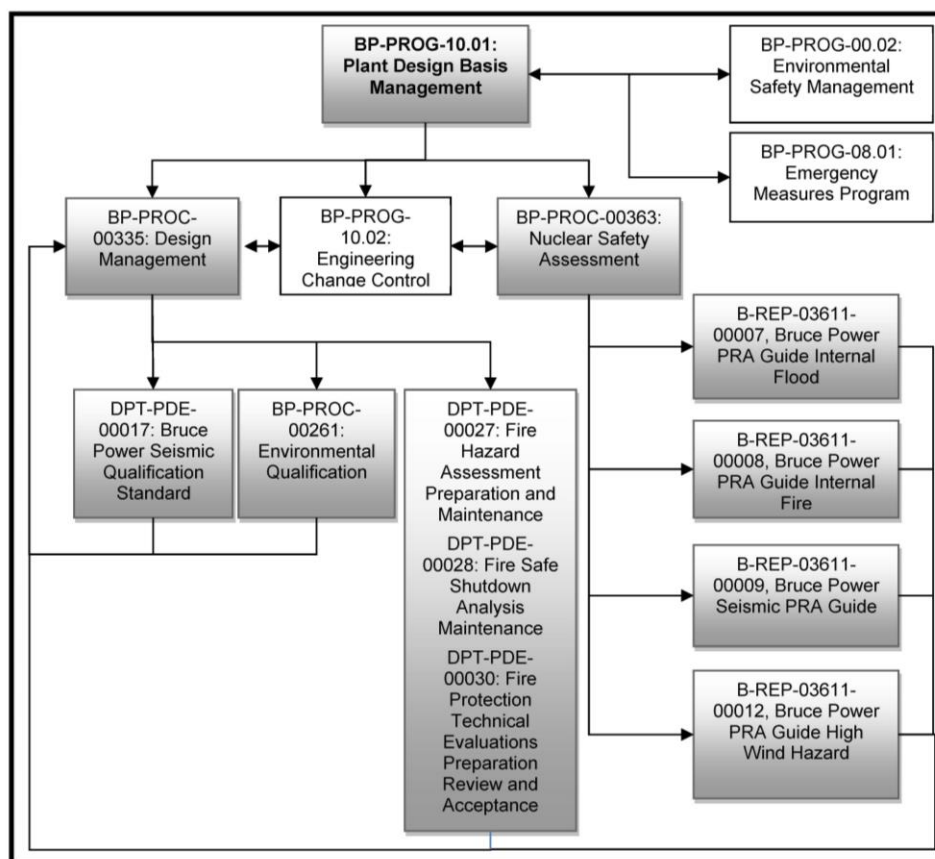 BP-PROG-10.01:
Plant Design Basis
Management
BP-PROG-00.02:
Environmental
Safety Management
BP-PROG-08.01:
Emergency
Measures Program
BP-PROC-
00335: Design
Management
BP-PROG-
10.02:
Engineering
Change Control
BP-PROC-00363:
Nuclear Safety
Assessment
B-REP-03611-
00007, Bruce Power
PRA Guide Internal
Flood
DPT-PDE-
00017: Bruce
Power Seismic
Qualification
Standard
BP-PROC-
00261:
Environmental
Qualification
DPT-PDE-
00027: Fire
Hazard
Assessment
Preparation and
Maintenance
DPT-PDE-
00028: Fire Safe
Shutdown
Analysis
Maintenance
DPT-PDE-
00030: Fire
Protection
Technical
Evaluations
Preparation
Review and
Acceptance
B-REP-03611-
00008, Bruce Power
PRA Guide Internal
Fire
B-REP-03611-
00009, Bruce Power
Seismic PRA Guide
B-REP-03611-
00012, Bruce Power
PRA Guide High
Wind Hazard